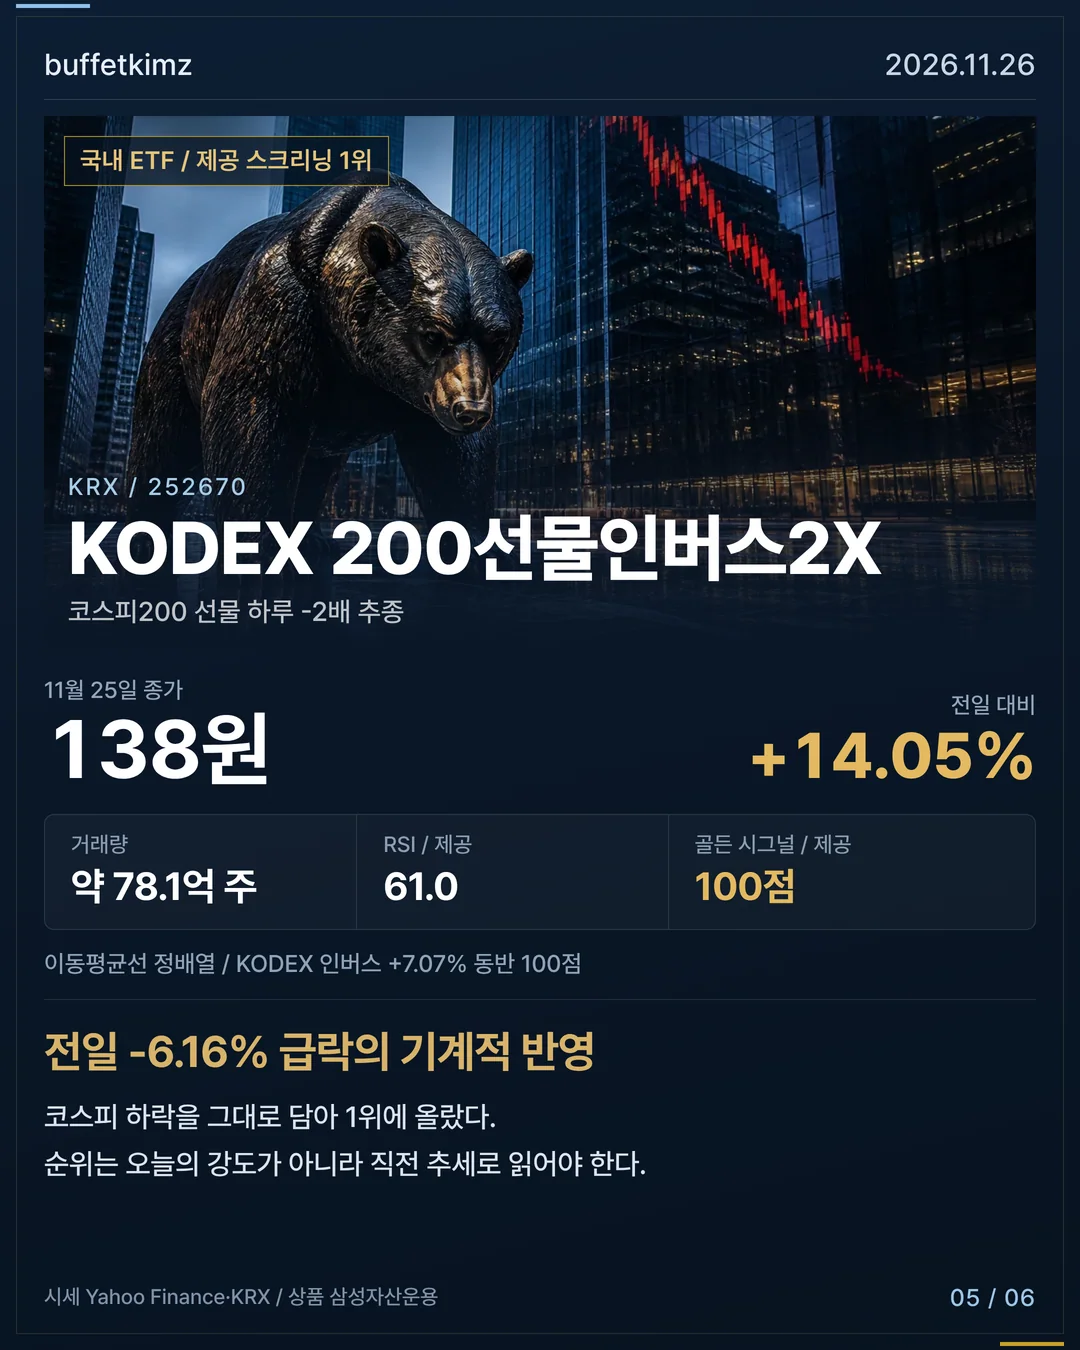 buffetkimz
2026.11.26
국내 ETF / 제공 스크리닝 1위
KRX / 252670
KODEX 200선물인버스2X
코스피200 선물 하루 -2배 추종
11월 25일 종가
138원
전일 대비
+14.05%
거래량
약 78.1억 주
RSI / 제공
61.0
골든 시그널 / 제공
100점
이동평균선 정배열 / KODEX 인버스 +7.07% 동반 100점
전일 -6.16% 급락의 기계적 반영
코스피 하락을 그대로 담아 1위에 올랐다.
순위는 오늘의 강도가 아니라 직전 추세로 읽어야 한다.
시세 Yahoo Finance·KRX / 상품 삼성자산운용
05 / 06